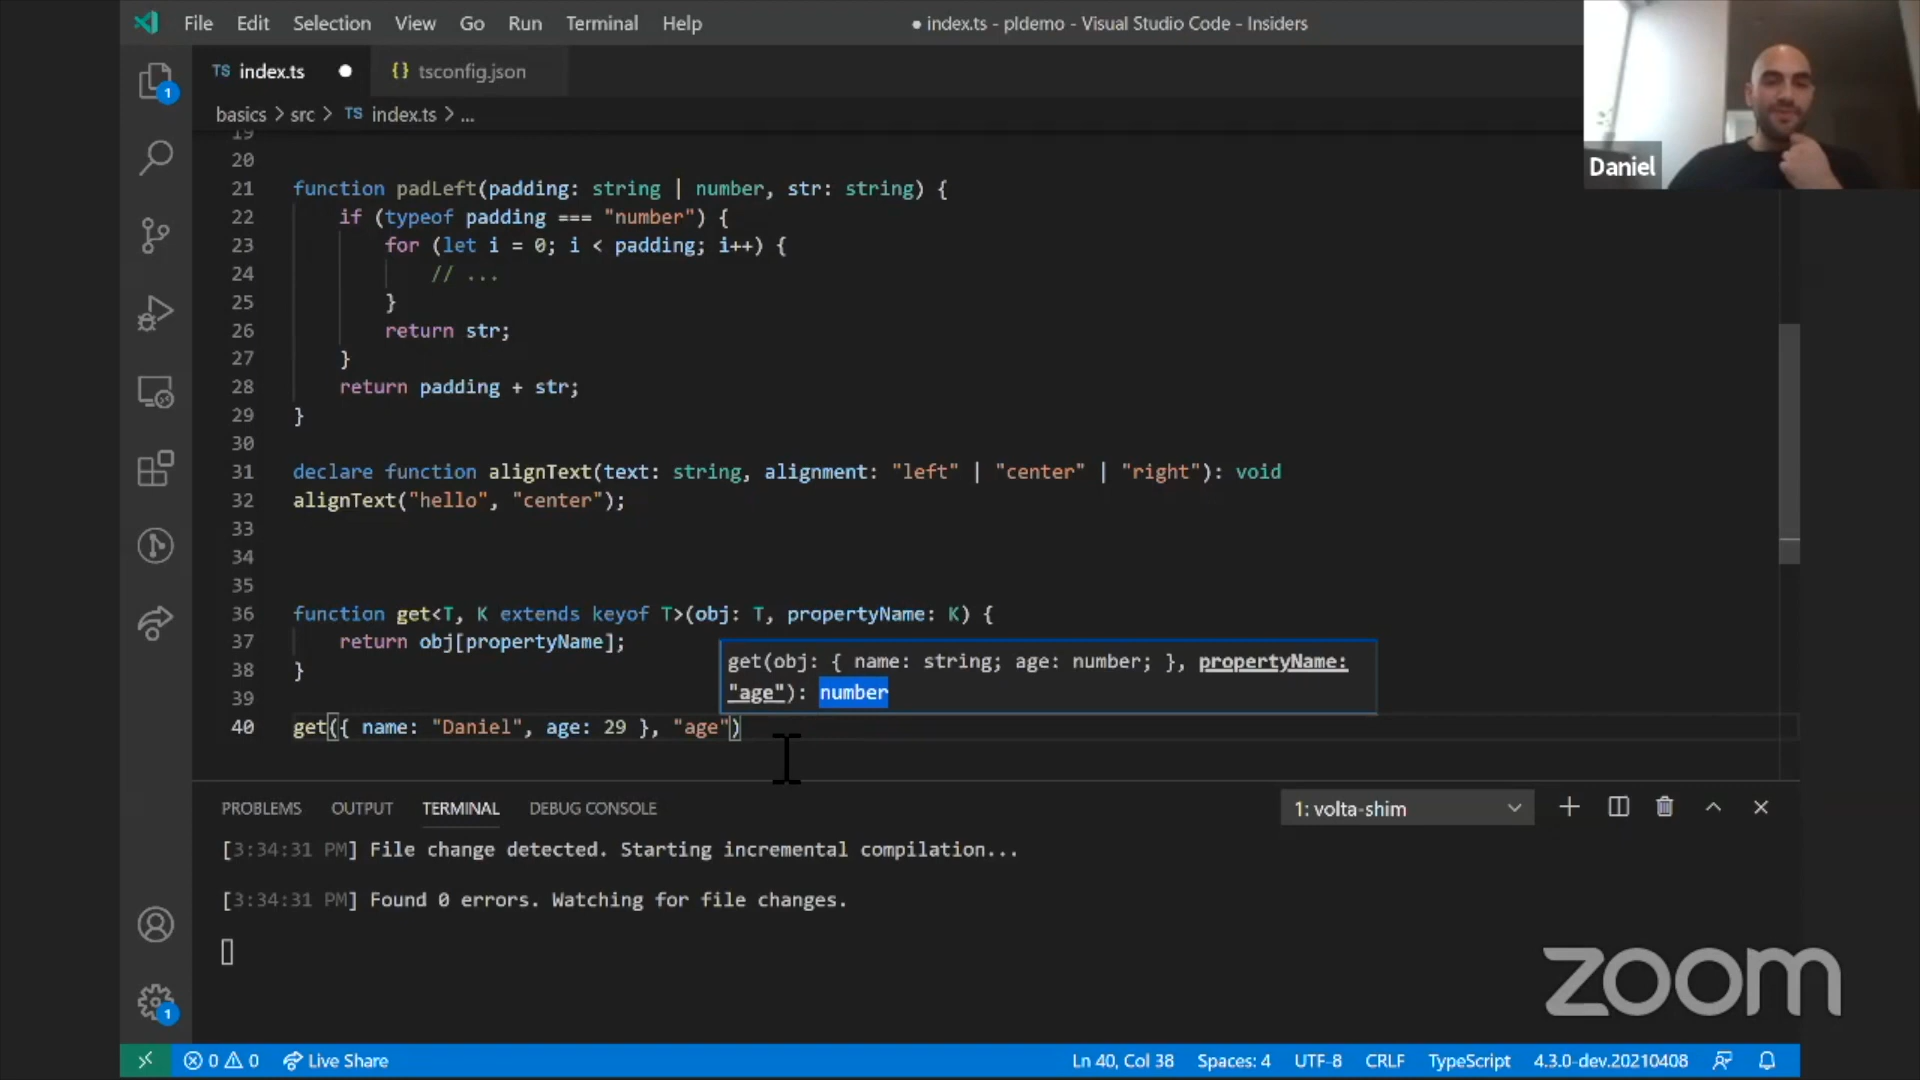 File Edit Selection View Go Run Terminal Help ● index.ts - pldemo - Visual Studio Code - Insiders
TS index.ts ● {} tsconfig.json
basics > src > TS index.ts > ...
Daniel
1
19
20
21 function padLeft(padding: string | number, str: string) {
22 if (typeof padding === "number") {
23 for (let i = 0; i < padding; i++) {
24 // ...
25 }
26 return str;
27 }
28 return padding + str;
29 }
30
31 declare function alignText(text: string, alignment: "left" | "center" | "right"): void
32 alignText("hello", "center");
33
34
35
36 function get<T, K extends keyof T>(obj: T, propertyName: K) {
37 return obj[propertyName];
38 }
get(obj: { name: string; age: number; }, propertyName:
"age"): number
39
40 get({ name: "Daniel", age: 29 }, "age")
PROBLEMS OUTPUT TERMINAL DEBUG CONSOLE 1: volta-shim
[3:34:31 PM] File change detected. Starting incremental compilation...
[3:34:31 PM] Found 0 errors. Watching for file changes.
zoom
1
0 0 Live Share Ln 40, Col 38 Spaces: 4 UTF-8 CRLF TypeScript 4.3.0-dev.20210408